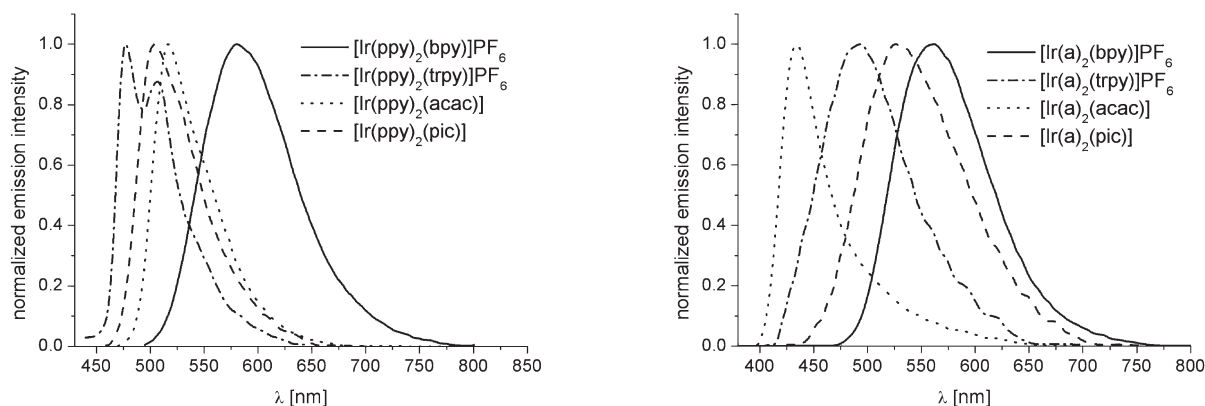 normalized emission intensity
1.0
0.8
0.6
0.4
0.2
0.0
450 500 550 600 650 700 750 800 850
λ [nm]
[Ir(ppy)₂(bpy)]PF₆
[Ir(ppy)₂(trpy)]PF₆
[Ir(ppy)₂(acac)]
[Ir(ppy)₂(pic)]
normalized emission intensity
1.0
0.8
0.6
0.4
0.2
0.0
400 450 500 550 600 650 700 750 800
λ [nm]
[Ir(a)₂(bpy)]PF₆
[Ir(a)₂(trpy)]PF₆
[Ir(a)₂(acac)]
[Ir(a)₂(pic)]